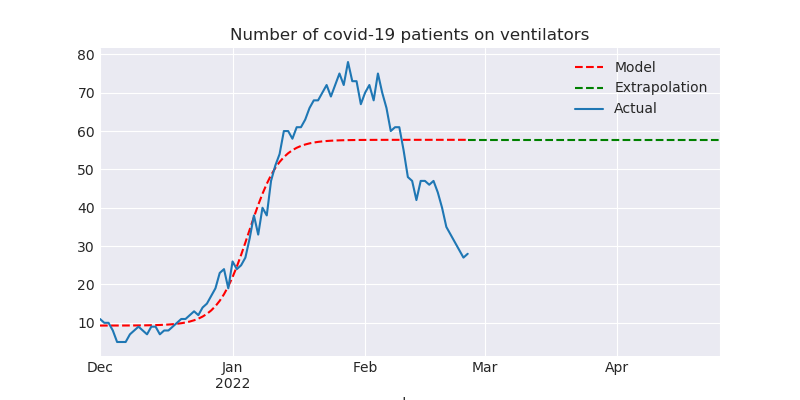 Number of covid-19 patients on ventilators
80
70
60
50
40
30
20
10
Model
Extrapolation
Actual
Dec
Jan
2022
Feb
Mar
Apr